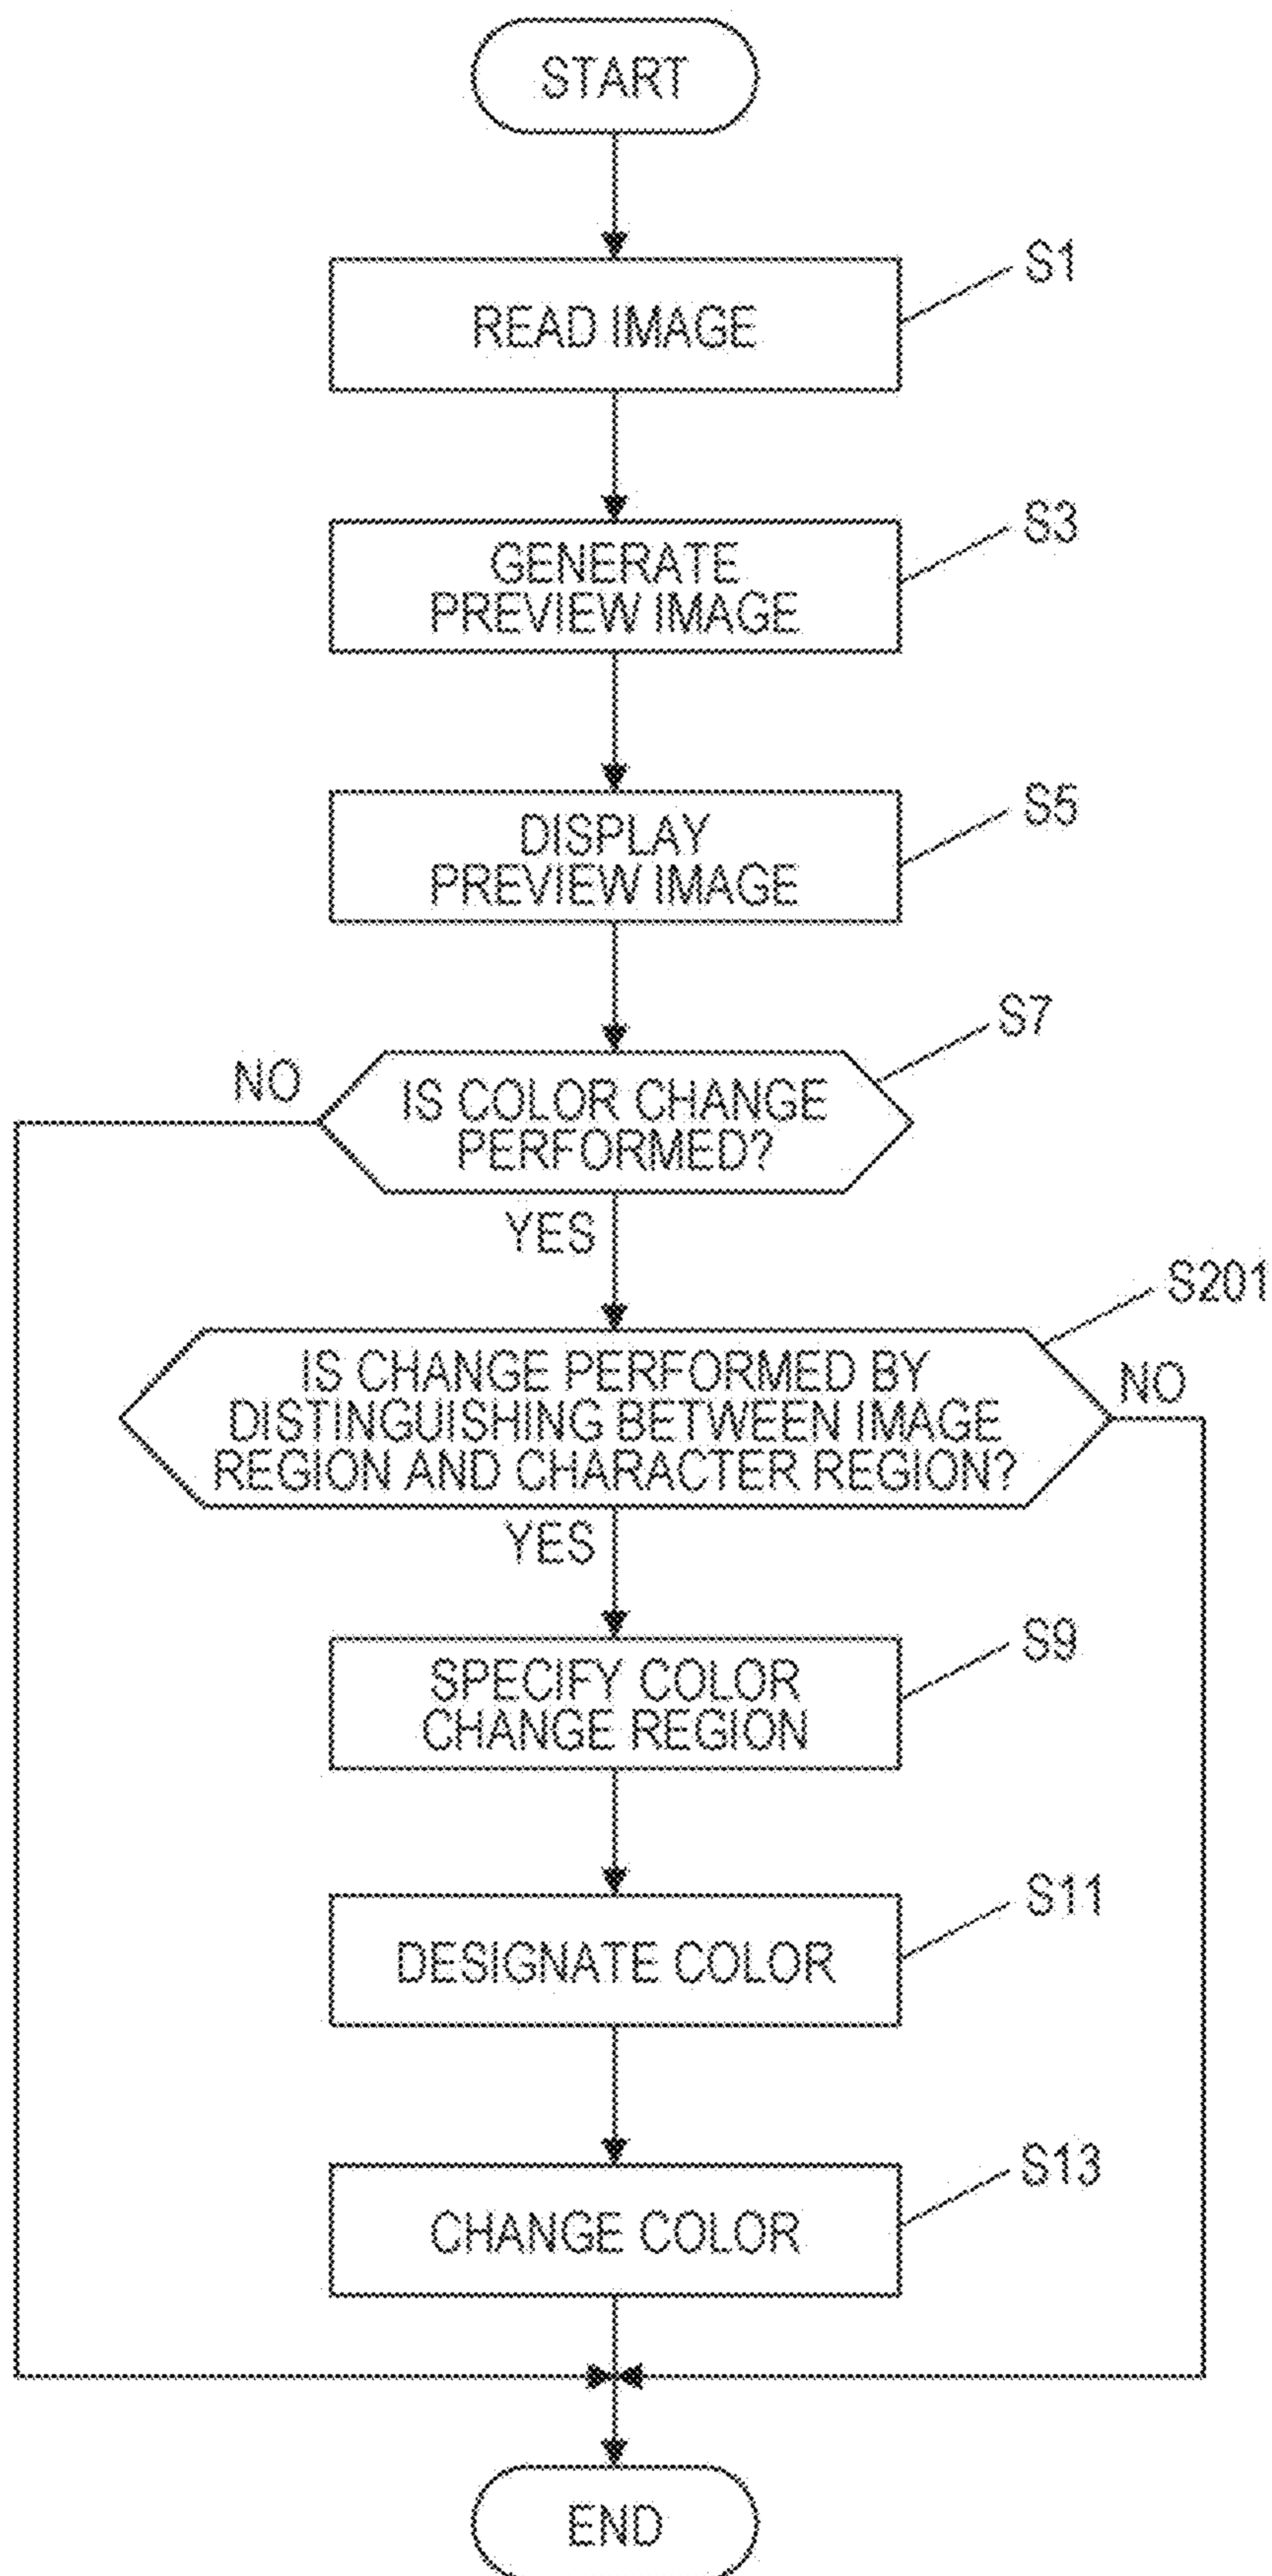 START
S1
READ IMAGE
S3
GENERATE
PREVIEW IMAGE
S5
DISPLAY
PREVIEW IMAGE
S7
NO
IS COLOR CHANGE
PERFORMED?
YES
S201
IS CHANGE PERFORMED BY
DISTINGUISHING BETWEEN IMAGE
REGION AND CHARACTER REGION?
NO
YES
S9
SPECIFY COLOR
CHANGE REGION
S11
DESIGNATE COLOR
S13
CHANGE COLOR
END